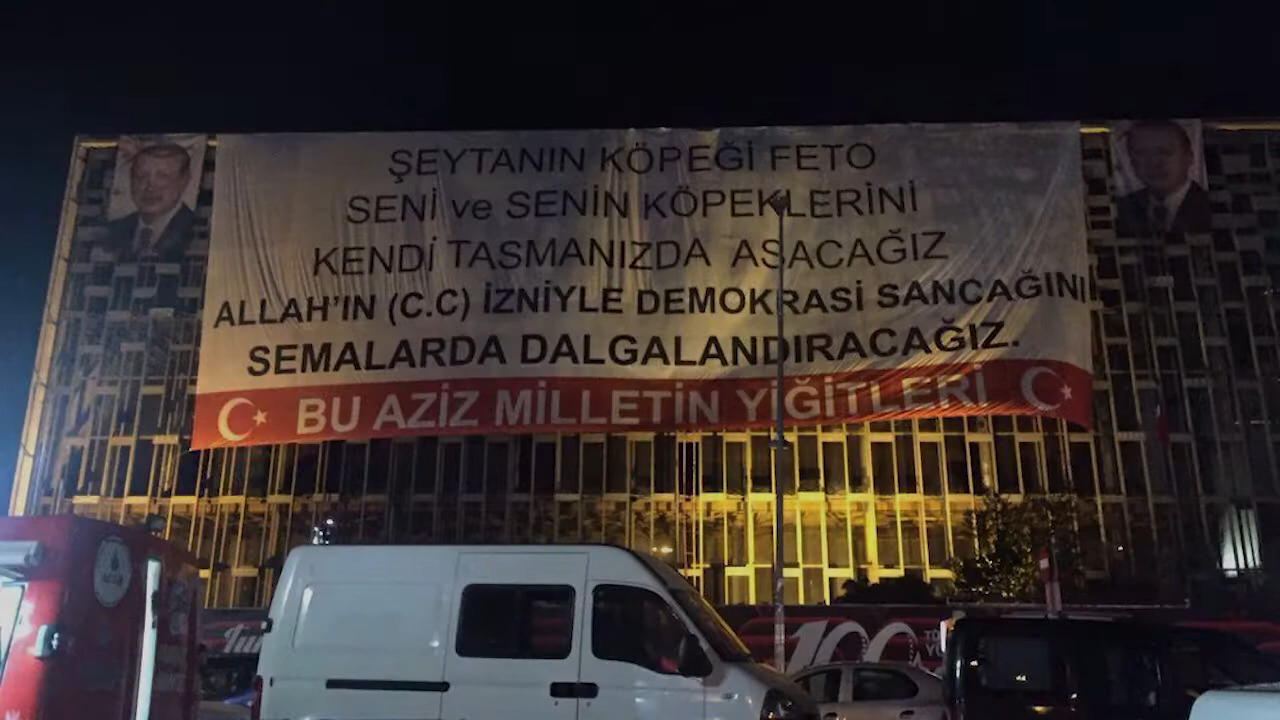 ŞEYTANIN KÖPEĞİ FETO
SENİ ve SENİN KÖPEKLERİNİ
KENDİ TASMANIZDA ASACAĞIZ
ALLAH'IN (C.C) İZNİYLE DEMOKRASİ SANCAĞINI
SEMALARDA DALGALANDIRACAĞIZ.
BU AZİZ MİLLETİN YİĞİTLERİ
100